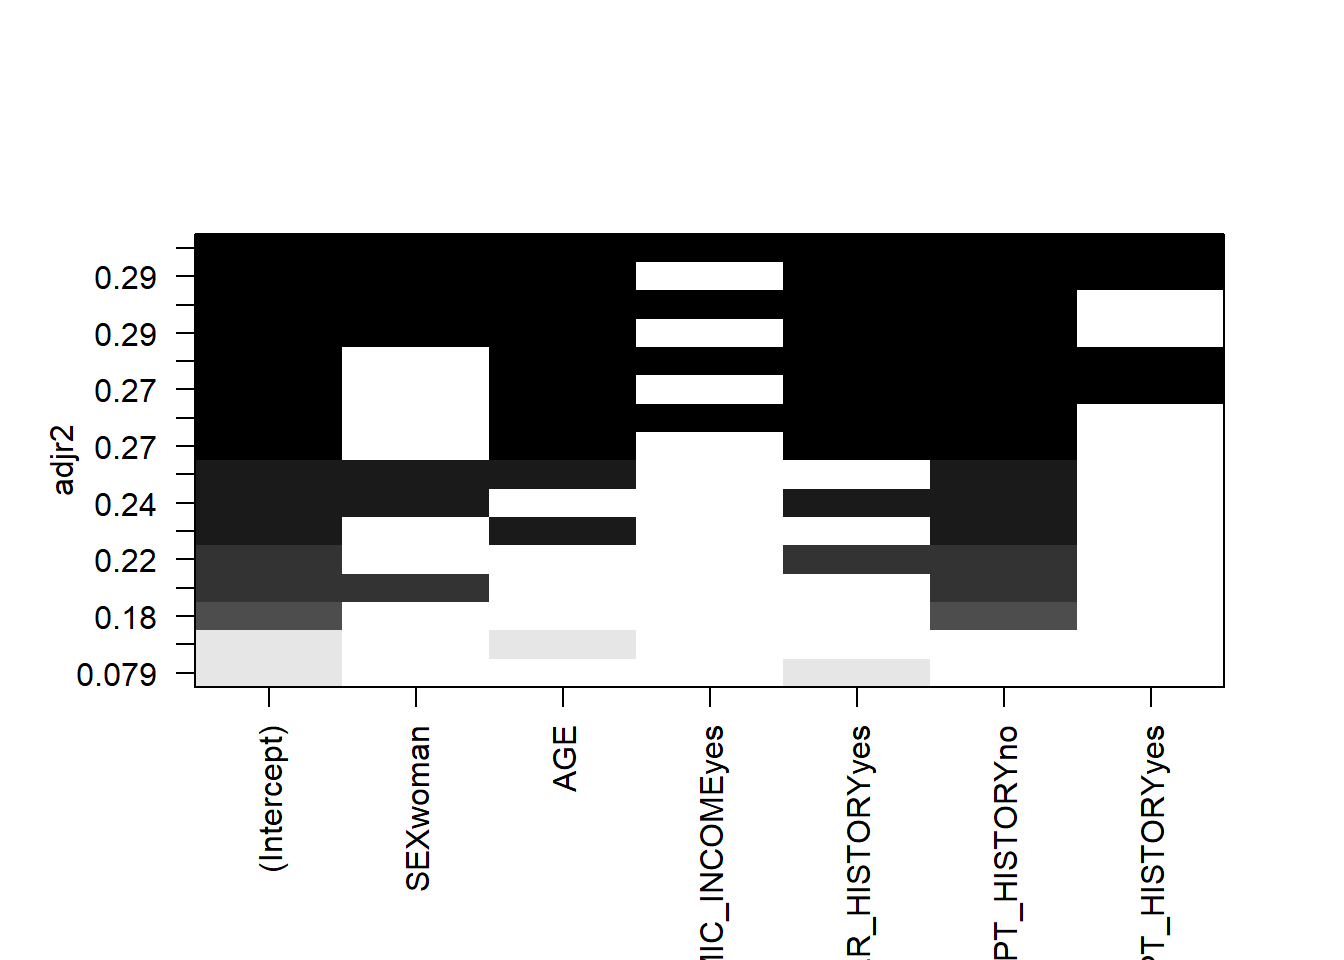 0.29
0.29
0.27
0.27
0.24
0.22
0.18
0.079
adjr2
(Intercept)
SEXwoman
AGE
MIC_INCOMEyes
R_HISTORYyes
PT_HISTORYno
PT_HISTORYyes